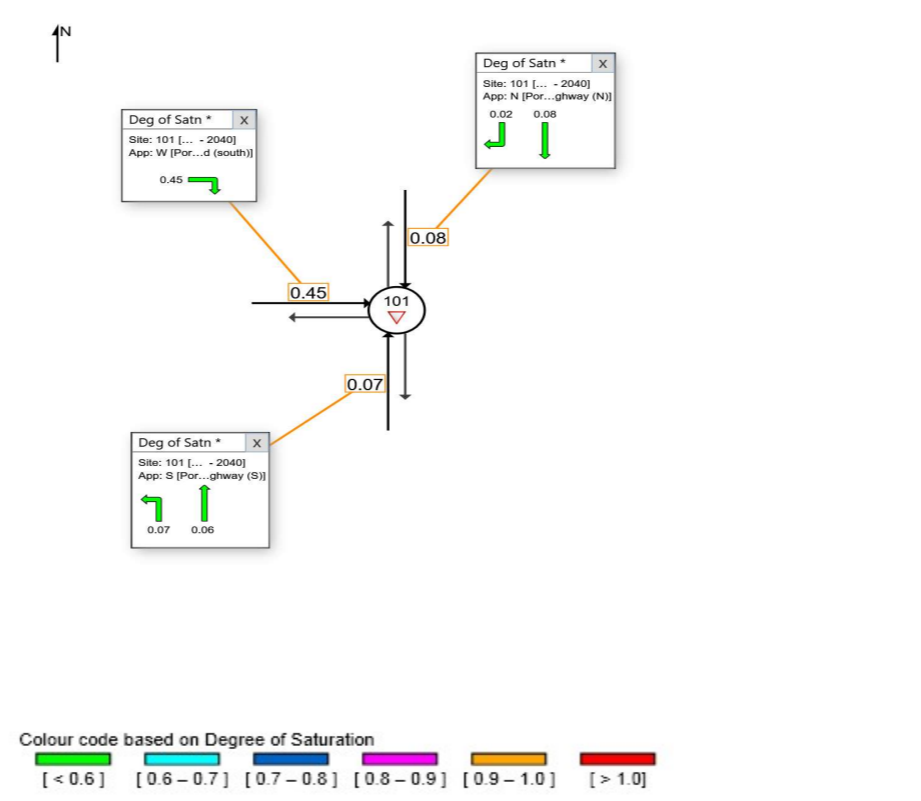 N
Deg of Satn * X
Site: 101 [... - 2040]
App: N [Por...ghway (N)]
0.02 0.08
Deg of Satn * X
Site: 101 [... - 2040]
App: W [Por...d (south)]
0.45
0.08
0.45
101
0.07
Deg of Satn * X
Site: 101 [... - 2040]
App: S [Por...ghway (S)]
0.07 0.06
Colour code based on Degree of Saturation
[ < 0.6 ] [ 0.6 – 0.7 ] [ 0.7 – 0.8 ] [ 0.8 – 0.9 ] [ 0.9 – 1.0 ] [ > 1.0]